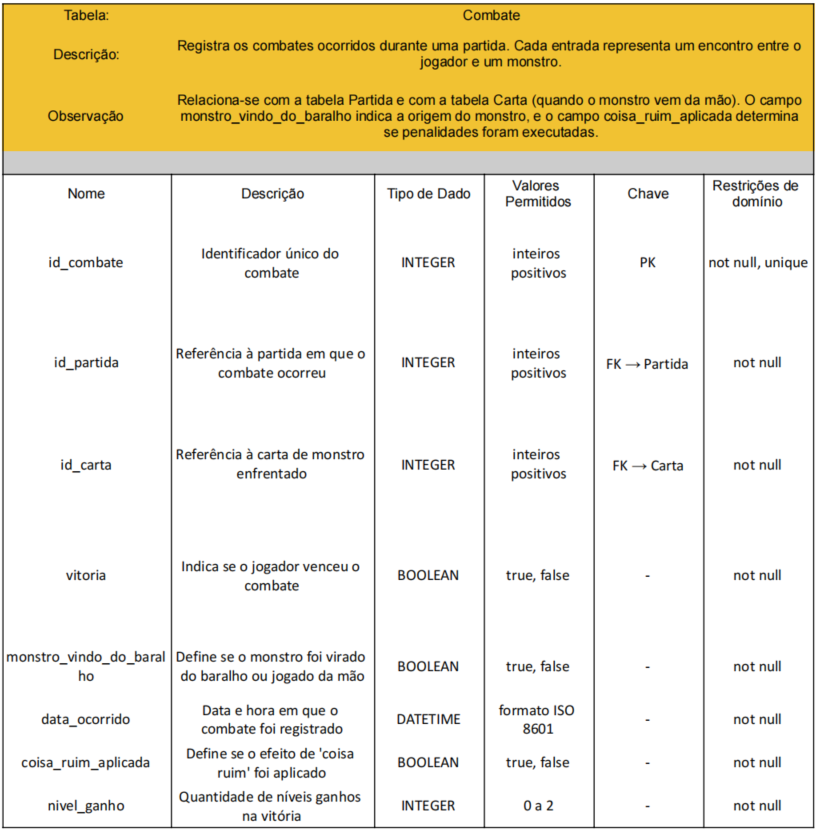 Tabela: Combate
Descrição: Registra os combates ocorridos durante uma partida. Cada entrada representa um encontro entre o
jogador e um monstro.
Observação Relaciona-se com a tabela Partida e com a tabela Carta (quando o monstro vem da mão). O campo
monstro_vindo_do_baralho indica a origem do monstro, e o campo coisa_ruim_aplicada determina
se penalidades foram executadas.
Nome Descrição Tipo de Dado Valores
Permitidos Chave Restrições de
domínio
id_combate Identificador único do
combate INTEGER inteiros
positivos PK not null, unique
id_partida Referência à partida em que o
combate ocorreu INTEGER inteiros
positivos FK → Partida not null
id_carta Referência à carta de monstro
enfrentado INTEGER inteiros
positivos FK → Carta not null
vitoria Indica se o jogador venceu o
combate BOOLEAN true, false - not null
monstro_vindo_do_baral
ho Define se o monstro foi virado
do baralho ou jogado da mão BOOLEAN true, false - not null
data_ocorrido Data e hora em que o
combate foi registrado DATETIME formato ISO
8601 - not null
coisa_ruim_aplicada Define se o efeito de 'coisa
ruim' foi aplicado BOOLEAN true, false - not null
nivel_ganho Quantidade de níveis ganhos
na vitória INTEGER 0 a 2 - not null